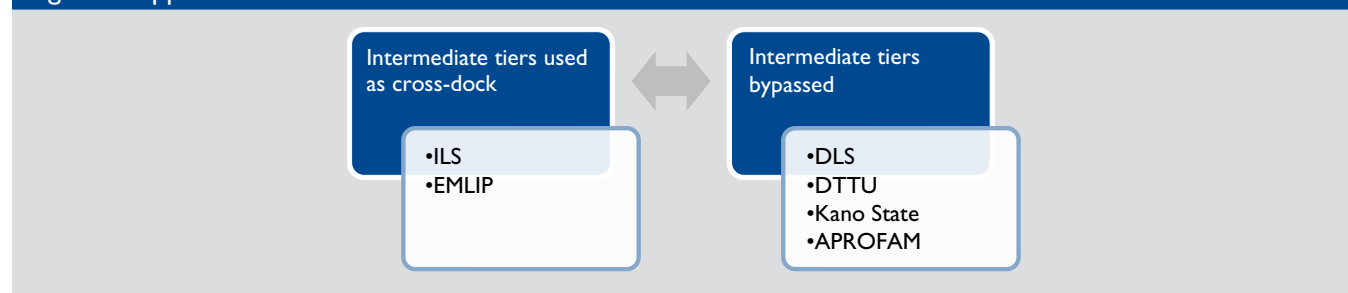 Intermediate tiers used
as cross-dock
•ILS
•EMLIP
Intermediate tiers
bypassed
•DLS
•DTTU
•Kano State
•APROFAM